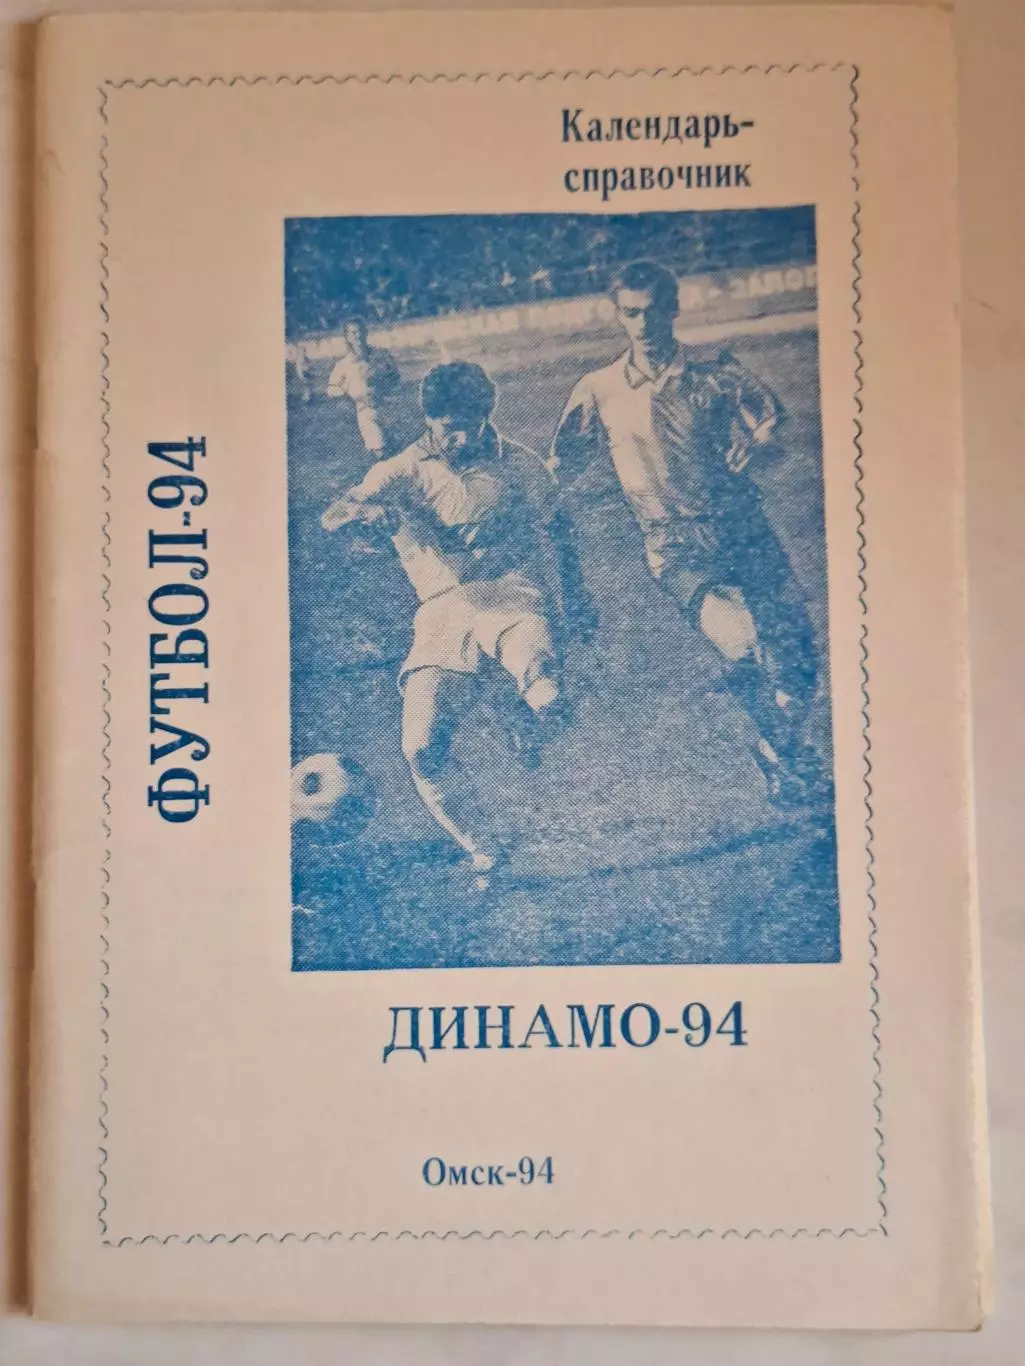 Календарь-
справочник
ФУТБОЛ-94
ДИНАМО-94
Омск-94